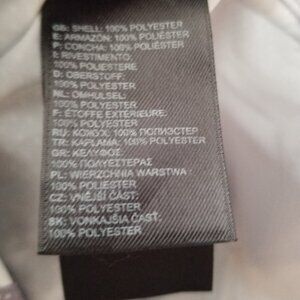 GB: SHELL: 100% POLYESTER
E: ARMAZÓN: 100% POLIÉSTER
P: CONCHA: 100% POLYESTER
I: RIVESTIMENTO:
100% POLIESTERE
D: OBERSTOFF:
100% POLYESTER
NL: OMHULSEL:
100% POLYESTER
F: ÉTOFFE EXTÉRIEURE:
100% POLYESTER
RU: КОЖУХ: 100% ПОЛИЭСТЕР
TR: KAPLAMA: 100% POLYESTER
GR: ΚΕΛΥΦΟΣ:
100% ΠΟΛΥΕΣΤΕΡΑΣ
PL: WIERZCHNIA WARSTWA:
100% POLIESTER
CZ: VNĚJŠÍ ČÁST:
100% POLYESTER
SK: VONKAJŠIA ČASŤ:
100% POLYESTER